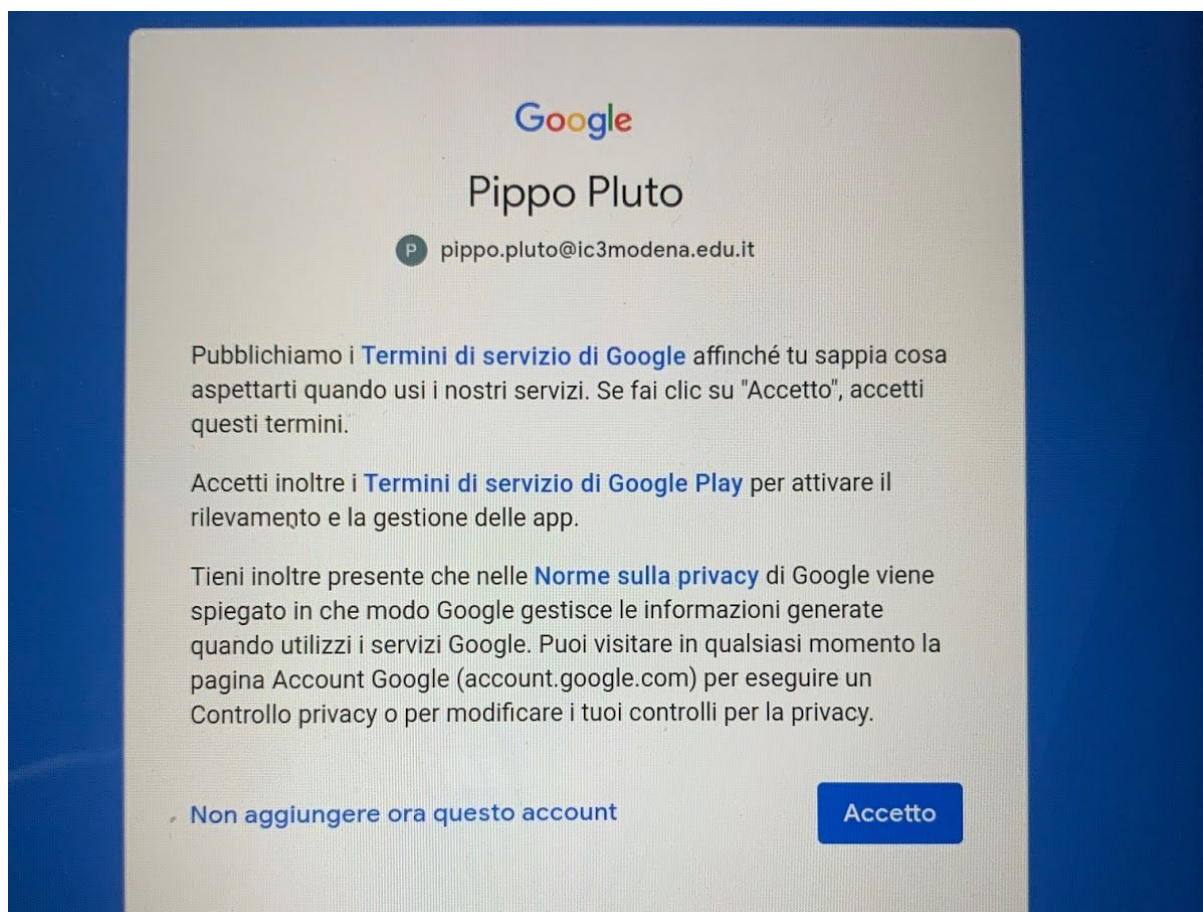 Google
Pippo Pluto
P pippo.pluto@ic3modena.edu.it
Pubblichiamo i Termini di servizio di Google affinché tu sappia cosa
aspettarti quando usi i nostri servizi. Se fai clic su "Accetto", accetti
questi termini.
Accetti inoltre i Termini di servizio di Google Play per attivare il
rilevamento e la gestione delle app.
Tieni inoltre presente che nelle Norme sulla privacy di Google viene
spiegato in che modo Google gestisce le informazioni generate
quando utilizzi i servizi Google. Puoi visitare in qualsiasi momento la
pagina Account Google (account.google.com) per eseguire un
Controllo privacy o per modificare i tuoi controlli per la privacy.
Non aggiungere ora questo account
Accetto